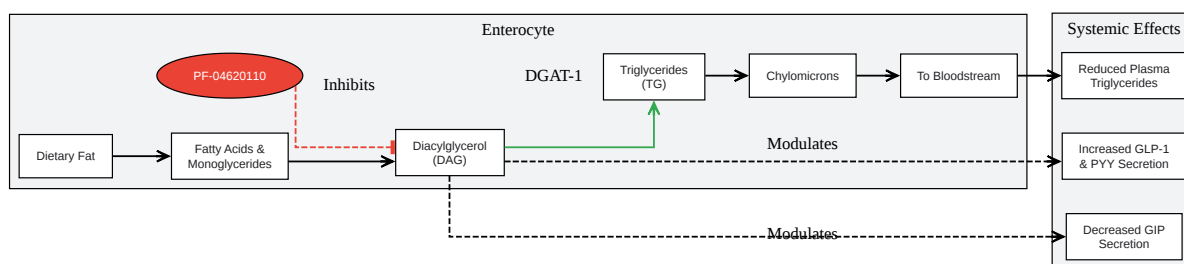 Enterocyte
Systemic Effects
PF-04620110
Inhibits
DGAT-1
Triglycerides
(TG)
Chylomicrons
To Bloodstream
Reduced Plasma
Triglycerides
Dietary Fat
Fatty Acids &
Monoglycerides
Diacylglycerol
(DAG)
Modulates
Increased GLP-1
& PYY Secretion
Modulates
Decreased GIP
Secretion